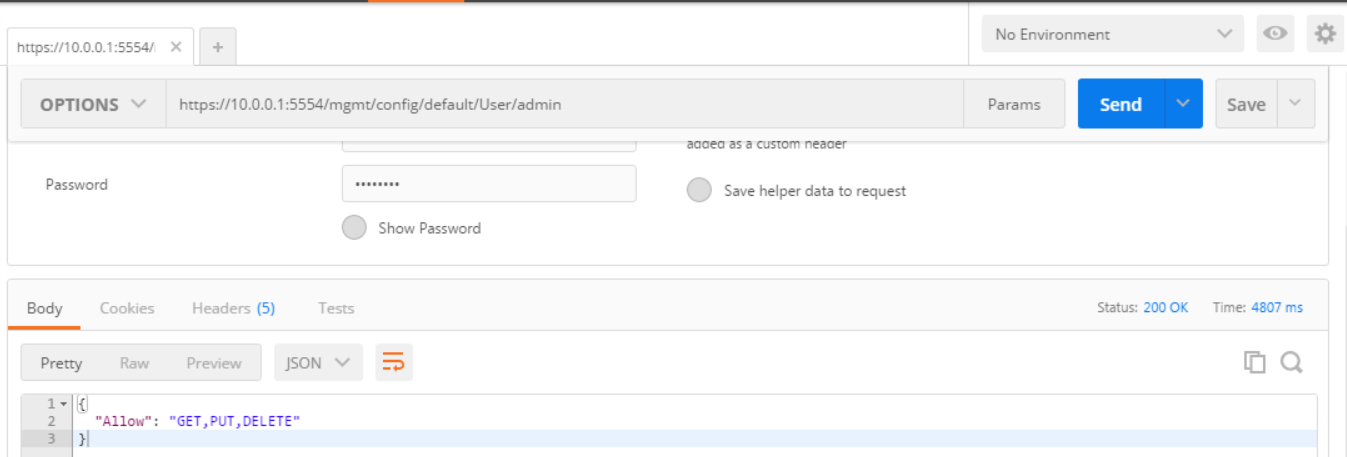 https://10.0.0.1:5554/
No Environment
OPTIONS https://10.0.0.1:5554/mgmt/config/default/User/admin Params Send Save
added as a custom header
Password ••••••••
Save helper data to request
Show Password
Body Cookies Headers (5) Tests Status: 200 OK Time: 4807 ms
Pretty Raw Preview JSON
1 {
2 "Allow": "GET,PUT,DELETE"
3 }